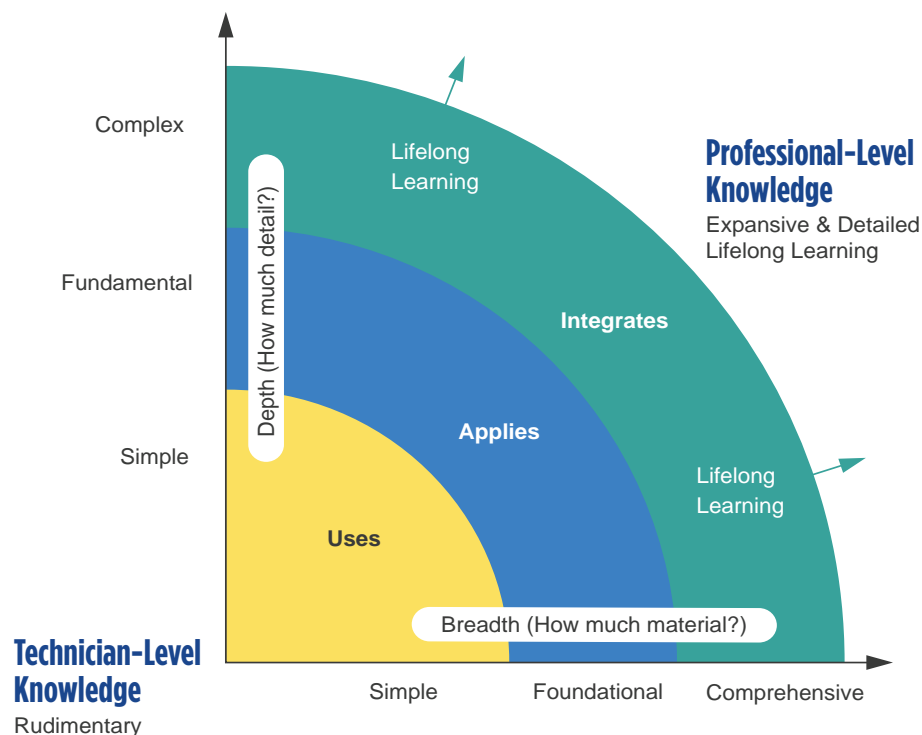 Complex
Fundamental
Simple
Depth (How much detail?)
Lifelong
Learning
Professional-Level
Knowledge
Expansive & Detailed
Lifelong Learning
Integrates
Applies
Uses
Lifelong
Learning
Breadth (How much material?)
Technician-Level
Knowledge
Rudimentary
Simple
Foundational
Comprehensive